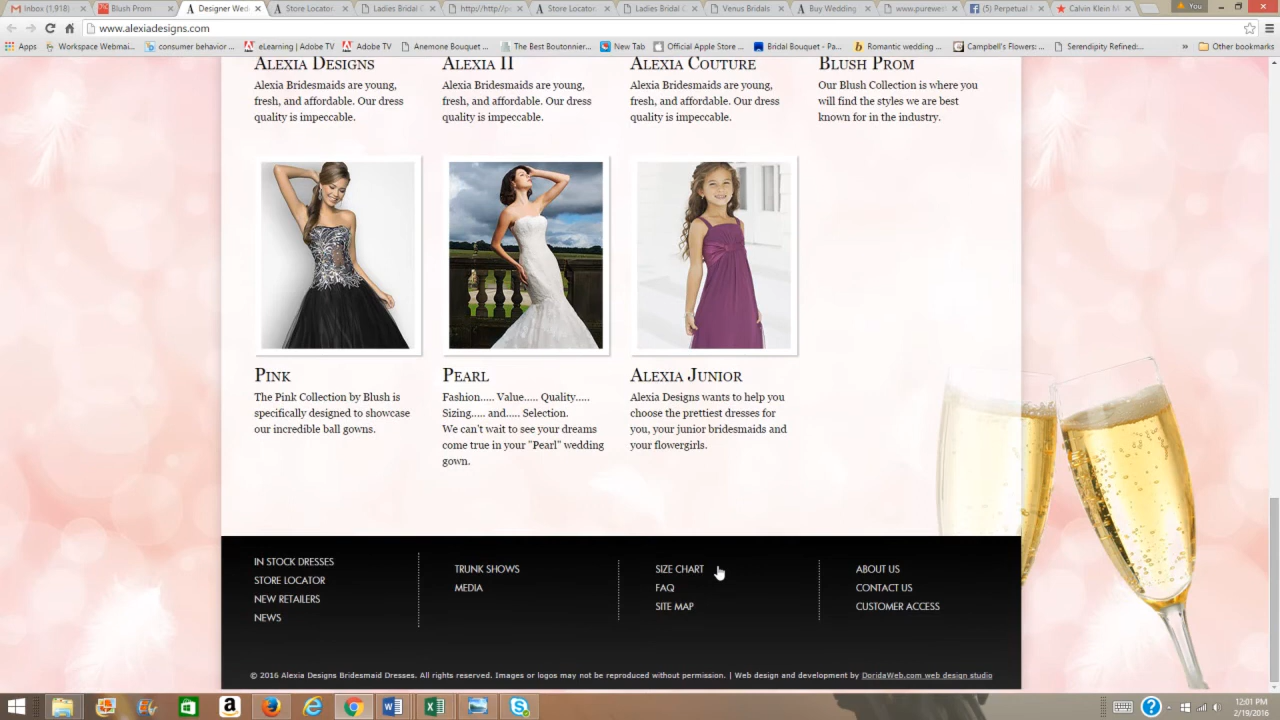 Inbox (1,918)
Blush Prom
Designer Wed
Store Locator
Ladies Bridal C
http://http//po
Store Locator
Ladies Bridal C
Venus Bridals
Buy Wedding
www.purewet
(5) Perpetual
Calvin Klein M
You
www.alexiadesigns.com
Apps
Workspace Webmai...
consumer behavior ...
eLearning | Adobe TV
Adobe TV
Anemone Bouquet ...
The Best Boutonnier...
New Tab
Official Apple Store ...
Bridal Bouquet - Pa...
Romantic wedding ...
Campbell's Flowers: ...
Serendipity Refined:...
»
Other bookmarks
Alexia Designs
Alexia Bridesmaids are young,
fresh, and affordable. Our dress
quality is impeccable.
Alexia II
Alexia Bridesmaids are young,
fresh, and affordable. Our dress
quality is impeccable.
Alexia Couture
Alexia Bridesmaids are young,
fresh, and affordable. Our dress
quality is impeccable.
Blush Prom
Our Blush Collection is where you
will find the styles we are best
known for in the industry.
Pink
The Pink Collection by Blush is
specifically designed to showcase
our incredible ball gowns.
Pearl
Fashion..... Value..... Quality.....
Sizing..... and..... Selection.
We can't wait to see your dreams
come true in your "Pearl" wedding
gown.
Alexia Junior
Alexia Designs wants to help you
choose the prettiest dresses for
you, your junior bridesmaids and
your flowergirls.
IN STOCK DRESSES
STORE LOCATOR
NEW RETAILERS
NEWS
TRUNK SHOWS
MEDIA
SIZE CHART
FAQ
SITE MAP
ABOUT US
CONTACT US
CUSTOMER ACCESS
© 2016 Alexia Designs Bridesmaid Dresses. All rights reserved. Images or logos may not be reproduced without permission. | Web design and development by DoridaWeb.com web design studio
12:01 PM
2/19/2016